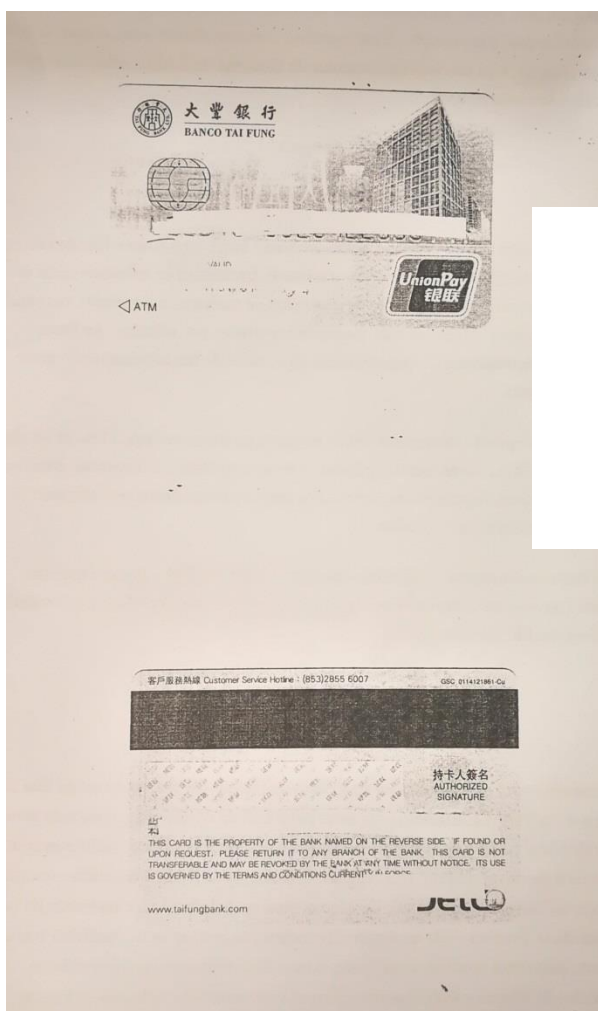 大豐銀行
BANCO TAI FUNG
VALID
ATM
UnionPay
银联
客戶服務熱線 Customer Service Hotline : (853)2855 6007
GSC 0114121861-Cu
持卡人簽名
AUTHORIZED
SIGNATURE
THIS CARD IS THE PROPERTY OF THE BANK NAMED ON THE REVERSE SIDE. IF FOUND OR
UPON REQUEST, PLEASE RETURN IT TO ANY BRANCH OF THE BANK. THIS CARD IS NOT
TRANSFERABLE AND MAY BE REVOKED BY THE BANK AT ANY TIME WITHOUT NOTICE. ITS USE
IS GOVERNED BY THE TERMS AND CONDITIONS CURRENT
www.taifungbank.com
JETCO